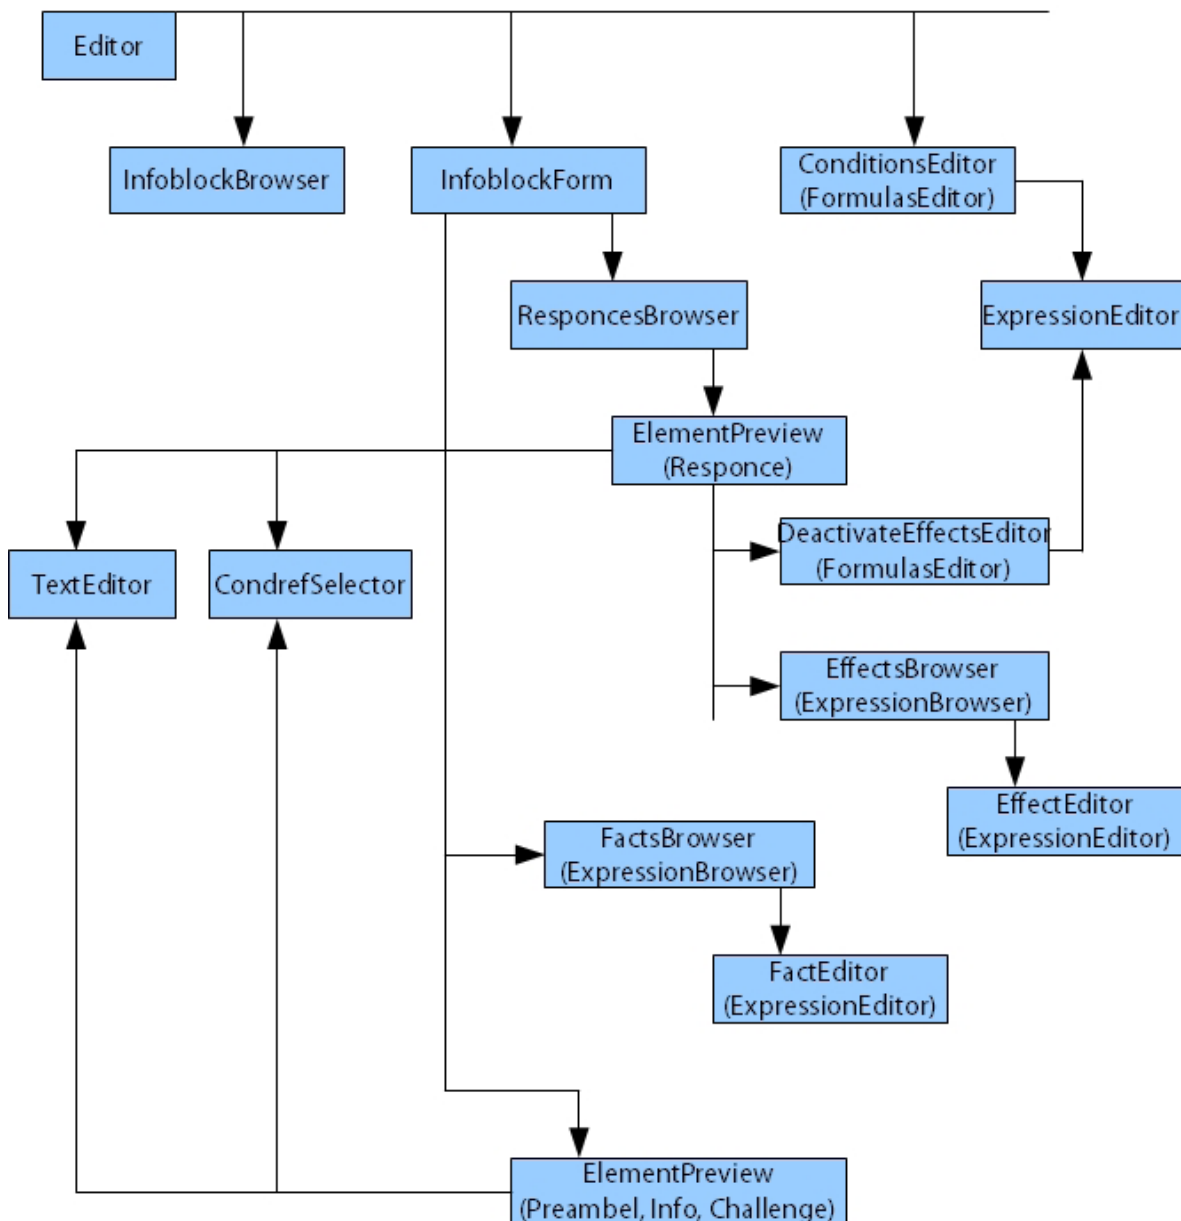 Editor
InfoblockBrowser
InfoblockForm
ConditionsEditor
(FormulasEditor)
ResponcesBrowser
ExpressionEditor
ElementPreview
(Responce)
DeactivateEffectsEditor
(FormulasEditor)
TextEditor
CondrefSelector
EffectsBrowser
(ExpressionBrowser)
EffectEditor
(ExpressionEditor)
FactsBrowser
(ExpressionBrowser)
FactEditor
(ExpressionEditor)
ElementPreview
(Preambel, Info, Challenge)